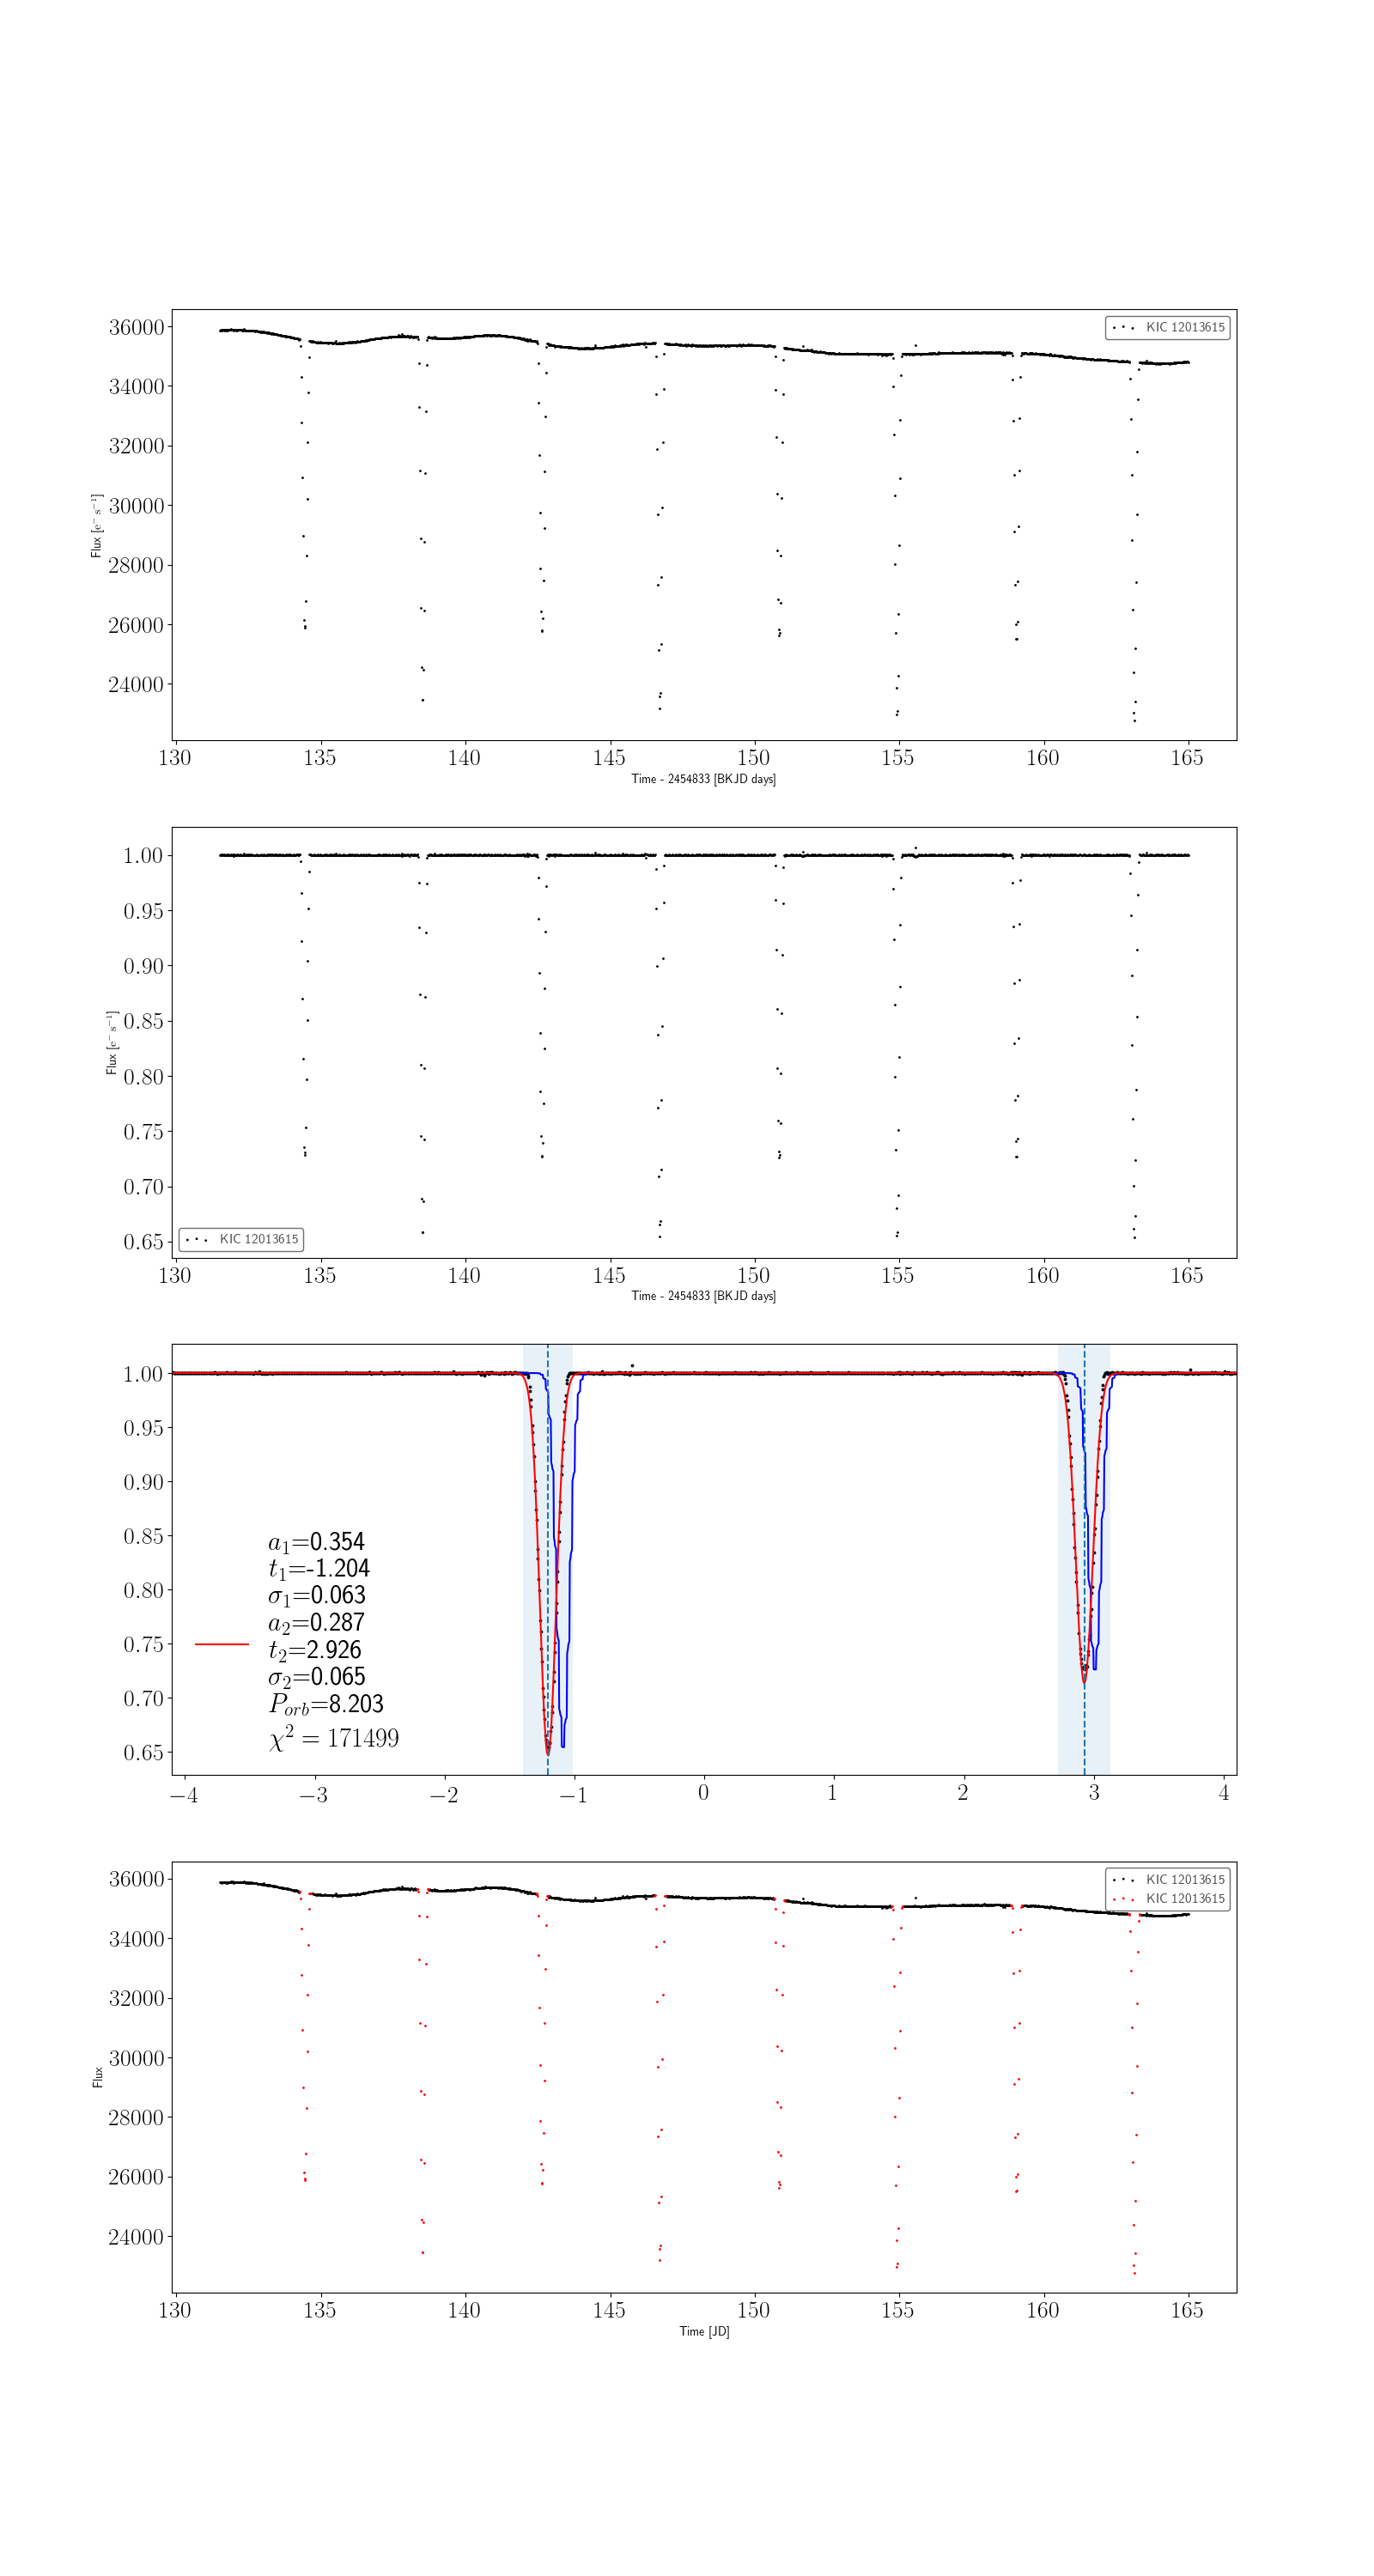 36000
34000
32000
30000
28000
26000
24000
Flux [e⁻ s⁻¹]
KIC 12013615
130 135 140 145 150 155 160 165
Time - 2454833 [BKJD days]
1.00
0.95
0.90
0.85
0.80
0.75
0.70
0.65
Flux [e⁻ s⁻¹]
KIC 12013615
130 135 140 145 150 155 160 165
Time - 2454833 [BKJD days]
1.00
0.95
0.90
0.85
0.80
0.75
0.70
0.65
a₁=0.354
t₁=-1.204
σ₁=0.063
a₂=0.287
t₂=2.926
σ₂=0.065
P_orb=8.203
χ² = 171499
−4 −3 −2 −1 0 1 2 3 4
36000
34000
32000
30000
28000
26000
24000
Flux
KIC 12013615
KIC 12013615
130 135 140 145 150 155 160 165
Time [JD]